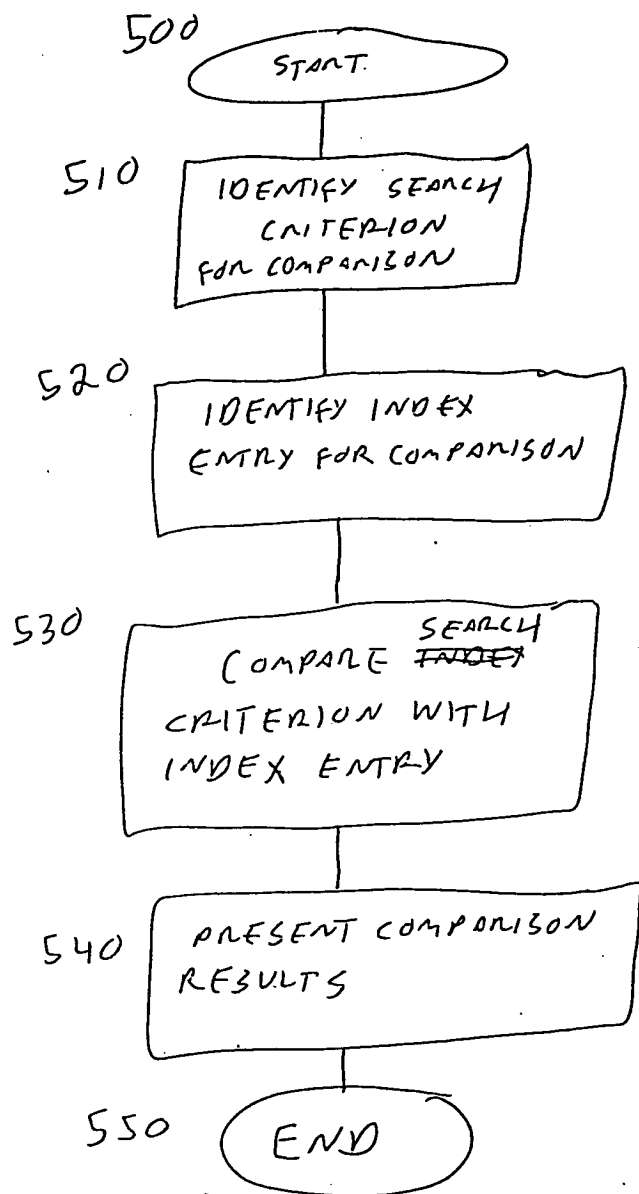 500
START.
510
IDENTIFY SEARCH
CRITERION
FOR COMPARISON
520
IDENTIFY INDEX
ENTRY FOR COMPARISON
530
SEARCH
COMPARE INDEX
CRITERION WITH
INDEX ENTRY
540
PRESENT COMPARISON
RESULTS
550
END